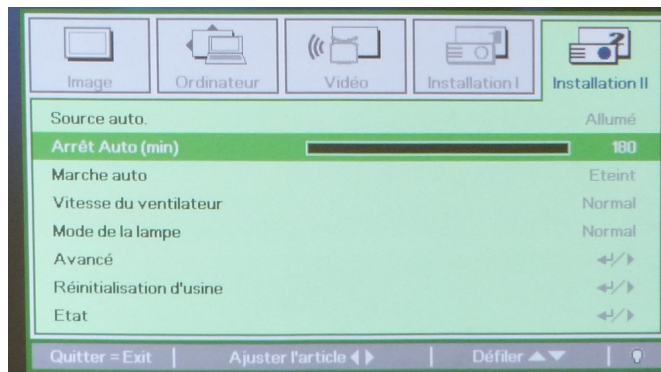 Image
Ordinateur
Vidéo
Installation I
Installation II
Source auto. Allumé
Arrêt Auto (min) 180
Marche auto Eteint
Vitesse du ventilateur Normal
Mode de la lampe Normal
Avancé
Réinitialisation d'usine
Etat
Quitter = Exit | Ajuster l'article | Défiler